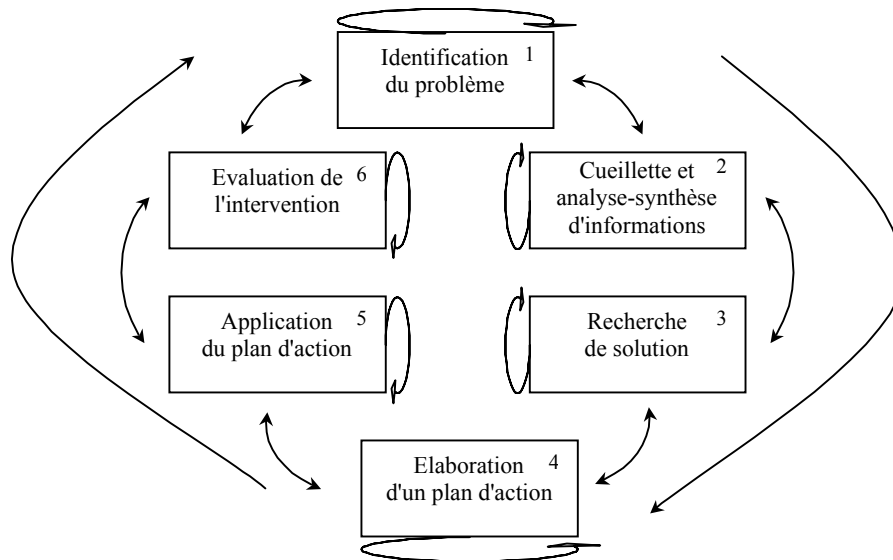 Identification 1
du problème
Cueillette et 2
analyse-synthèse
d'informations
Recherche 3
de solution
Elaboration 4
d'un plan d'action
Application 5
du plan d'action
Evaluation de 6
l'intervention